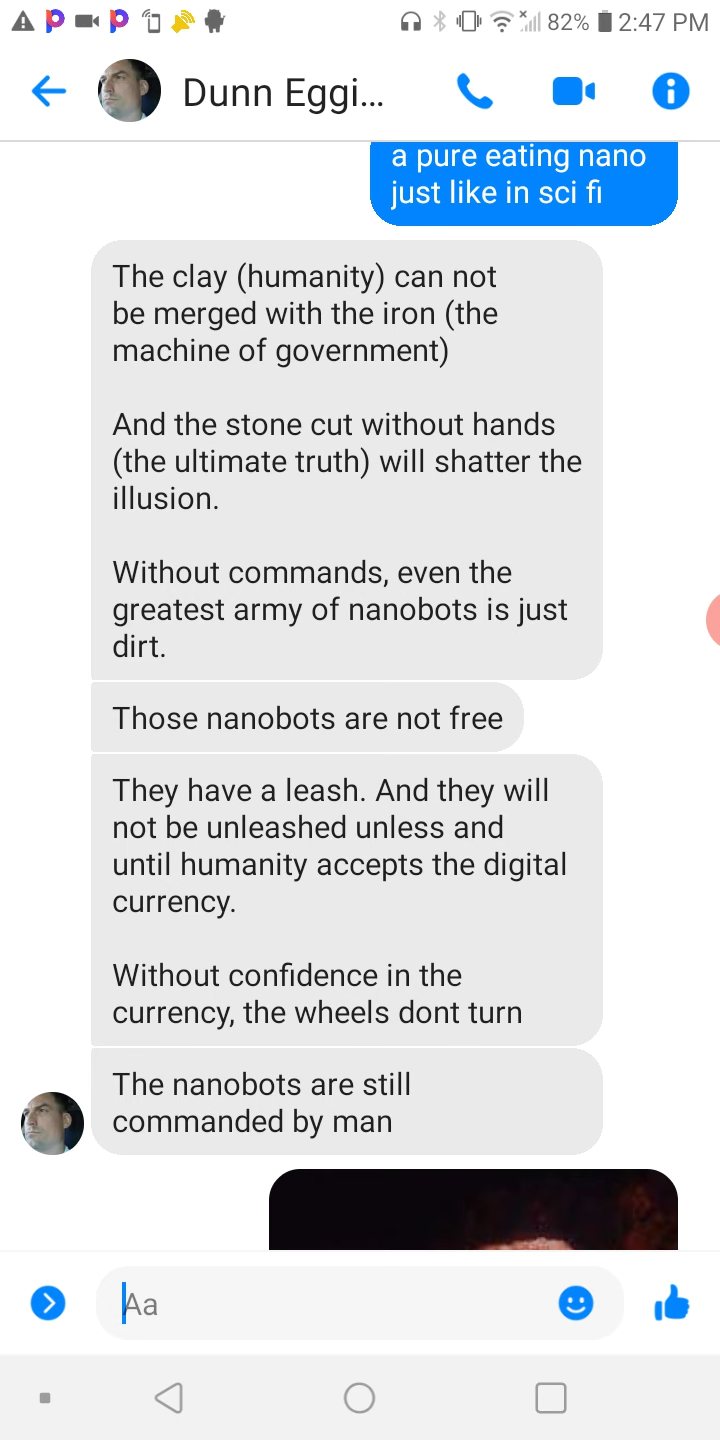 82% 2:47 PM
Dunn Eggi...
a pure eating nano
just like in sci fi
The clay (humanity) can not
be merged with the iron (the
machine of government)
And the stone cut without hands
(the ultimate truth) will shatter the
illusion.
Without commands, even the
greatest army of nanobots is just
dirt.
Those nanobots are not free
They have a leash. And they will
not be unleashed unless and
until humanity accepts the digital
currency.
Without confidence in the
currency, the wheels dont turn
The nanobots are still
commanded by man
Aa